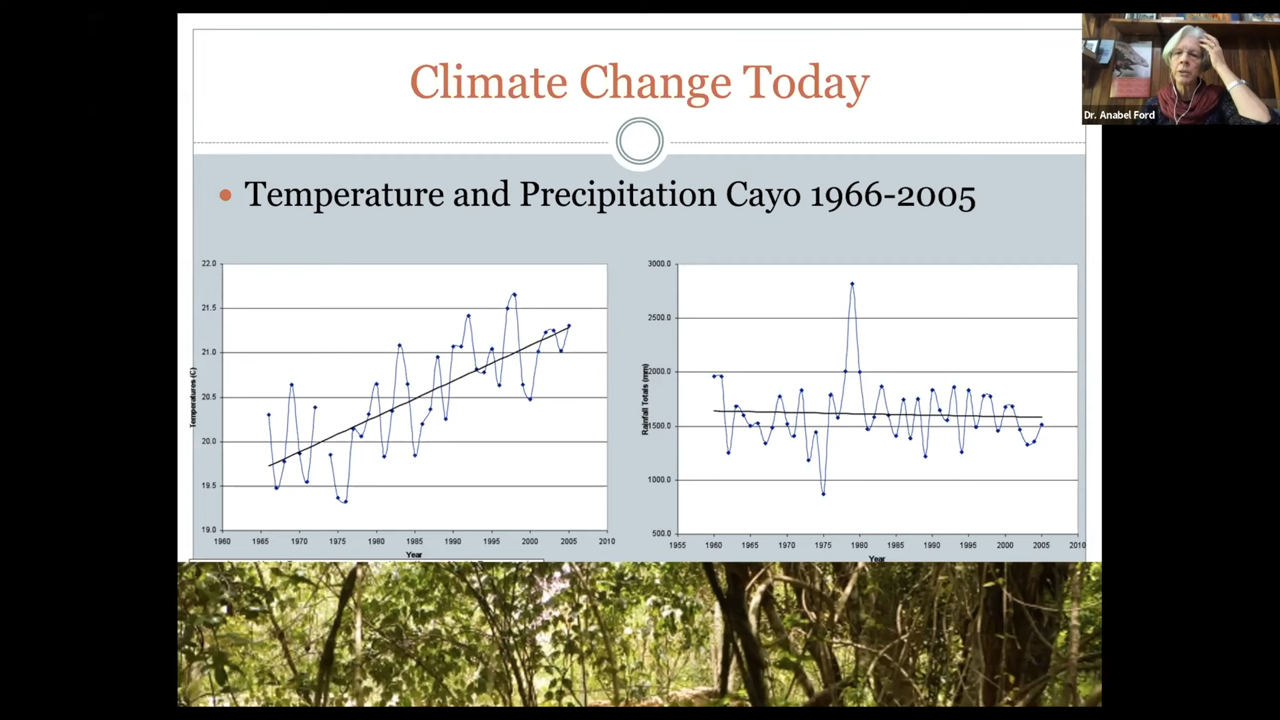 Climate Change Today
Dr. Anabel Ford
Temperature and Precipitation Cayo 1966-2005
22.0
21.5
21.0
20.5
20.0
19.5
19.0
Temperatures (C)
1960 1965 1970 1975 1980 1985 1990 1995 2000 2005 2010
Year
3000.0
2500.0
2000.0
1500.0
1000.0
500.0
Rainfall Totals (mm)
1955 1960 1965 1970 1975 1980 1985 1990 1995 2000 2005 2010
Year